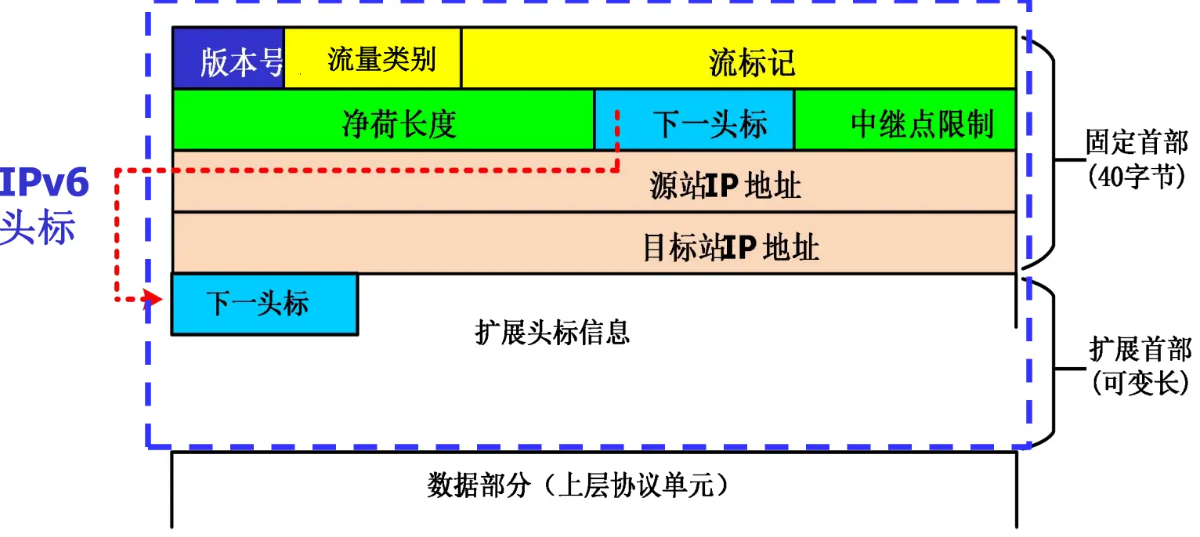 版本号
流量类别
流标记
净荷长度
下一头标
中继点限制
固定首部
(40字节)
IPv6
头标
源站IP 地址
目标站IP 地址
下一头标
扩展头标信息
扩展首部
(可变长)
数据部分（上层协议单元）